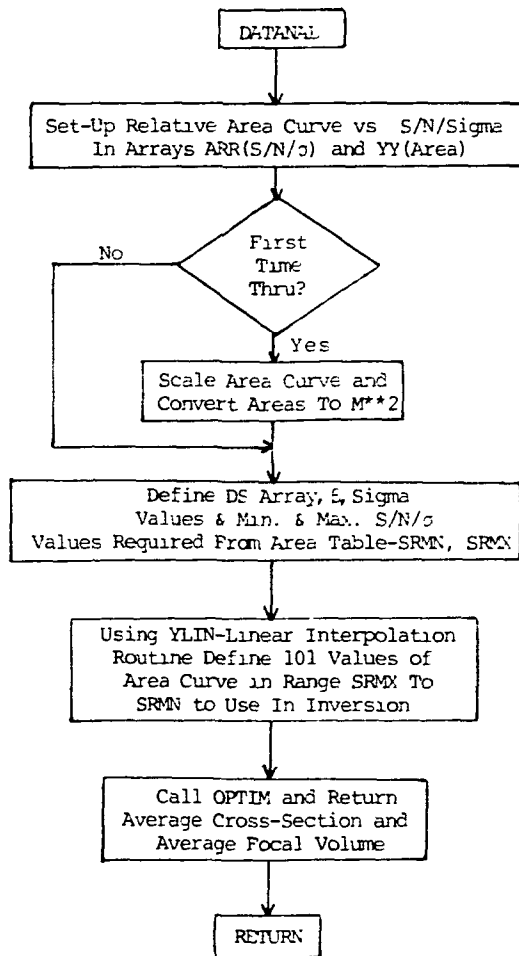 DATANAL
Set-Up Relative Area Curve vs S/N/Sigma
In Arrays ARR(S/N/σ) and YY(Area)
First
Time
Thru?
No
Yes
Scale Area Curve and
Convert Areas To M**2
Define DS Array, Sigma
Values & Min. & Max. S/N/σ
Values Required From Area Table-SRMN, SRMX
Using YLIN-Linear Interpolation
Routine Define 101 Values of
Area Curve in Range SRMX To
SRMN to Use In Inversion
Call OPTIM and Return
Average Cross-Section and
Average Focal Volume
RETURN